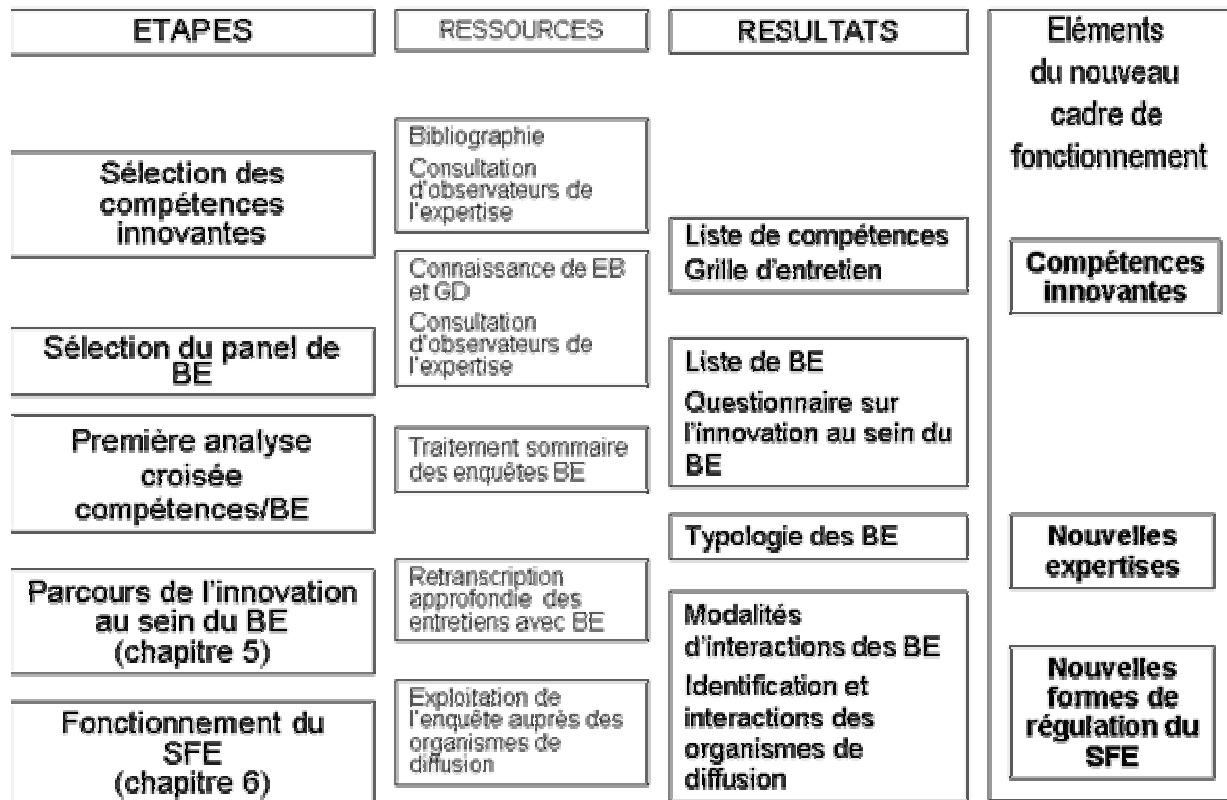 ETAPES
Sélection des
compétences
innovantes
Sélection du panel de
BE
Première analyse
croisée
compétences/BE
Parcours de l'innovation
au sein du BE
(chapitre 5)
Fonctionnement du
SFE
(chapitre 6)
RESSOURCES
Bibliographie
Consultation
d'observateurs de
l'expertise
Connaissance de EB
et GD
Consultation
d'observateurs de
l'expertise
Traitement sommaire
des enquêtes BE
Retranscription
approfondie des
entretiens avec BE
Exploitation de
l'enquête auprès des
organismes de
diffusion
RESULTATS
Liste de compétences
Grille d'entretien
Liste de BE
Questionnaire sur
l'innovation au sein du
BE
Typologie des BE
Modalités
d'interactions des BE
Identification et
interactions des
organismes de
diffusion
Eléments
du nouveau
cadre de
fonctionnement
Compétences
innovantes
Nouvelles
expertises
Nouvelles
formes de
régulation du
SFE